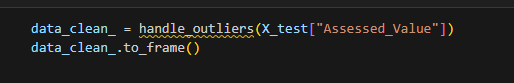 data_clean_ = handle_outliers(X_test["Assessed_Value"])
data_clean_.to_frame()